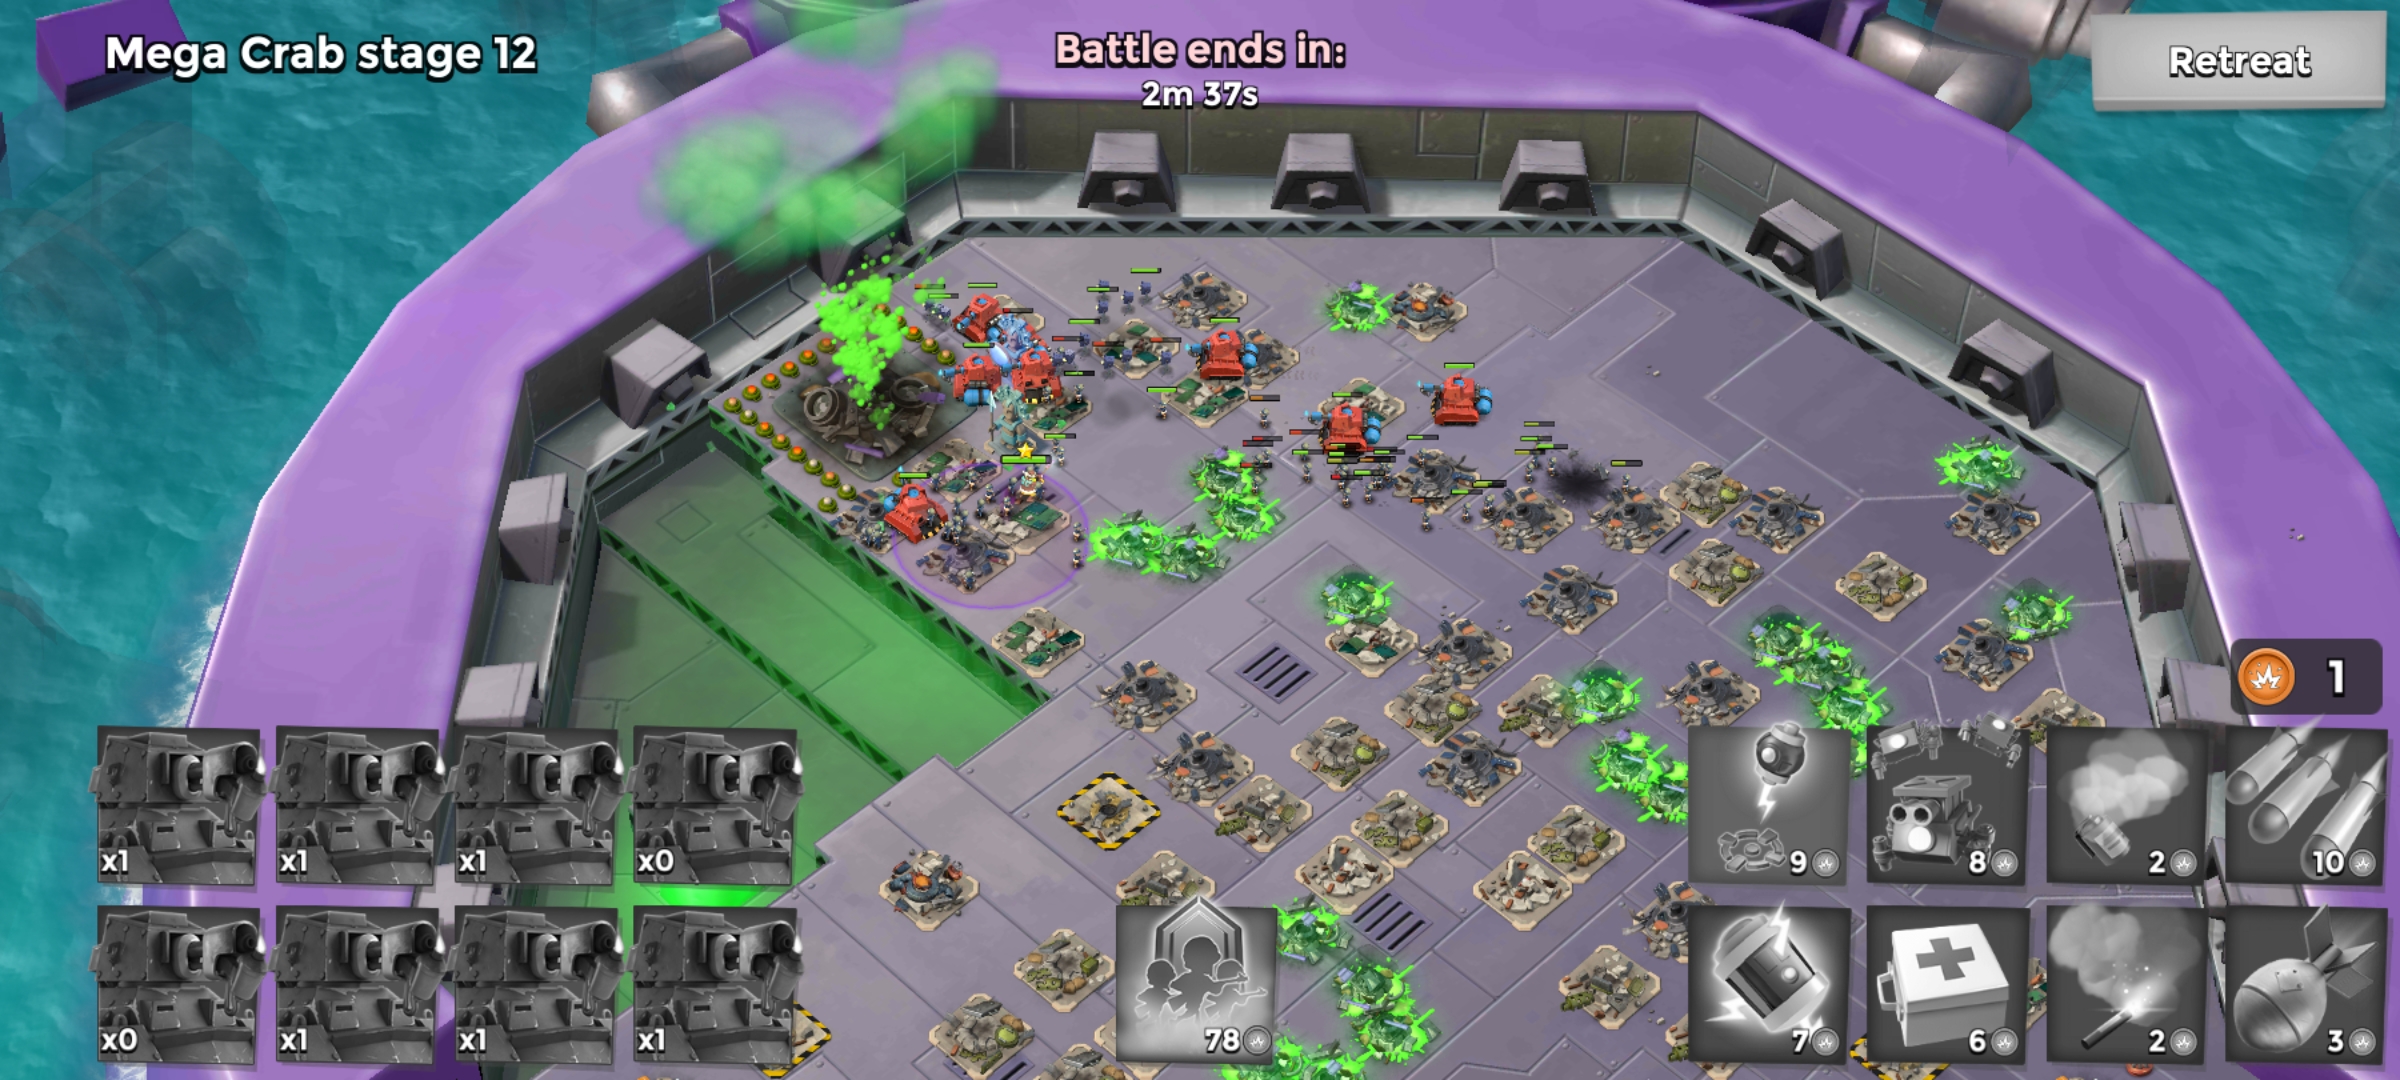 Mega Crab stage 12
Battle ends in:
2m 37s
Retreat
1
x1
x1
x1
x0
9
8
2
10
x0
x1
x1
x1
78
7
6
2
3